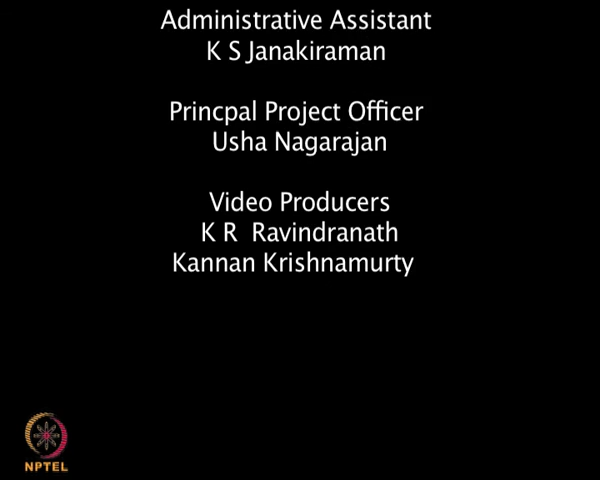 Administrative Assistant
K S Janakiraman
Princpal Project Officer
Usha Nagarajan
Video Producers
K R Ravindranath
Kannan Krishnamurty
NPTEL